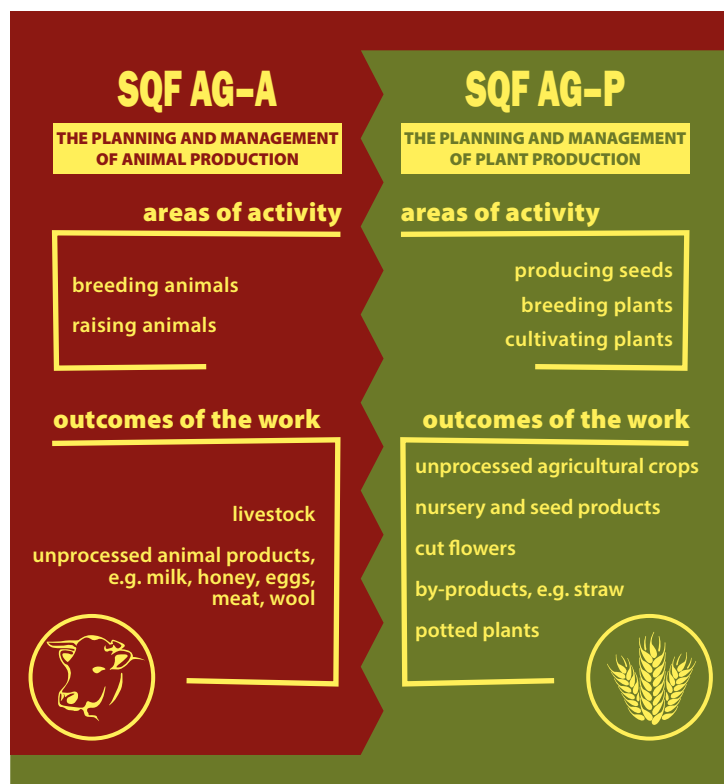 SQF AG–A
THE PLANNING AND MANAGEMENT
OF ANIMAL PRODUCTION
areas of activity
breeding animals
raising animals
outcomes of the work
livestock
unprocessed animal products,
e.g. milk, honey, eggs,
meat, wool
SQF AG–P
THE PLANNING AND MANAGEMENT
OF PLANT PRODUCTION
areas of activity
producing seeds
breeding plants
cultivating plants
outcomes of the work
unprocessed agricultural crops
nursery and seed products
cut flowers
by-products, e.g. straw
potted plants